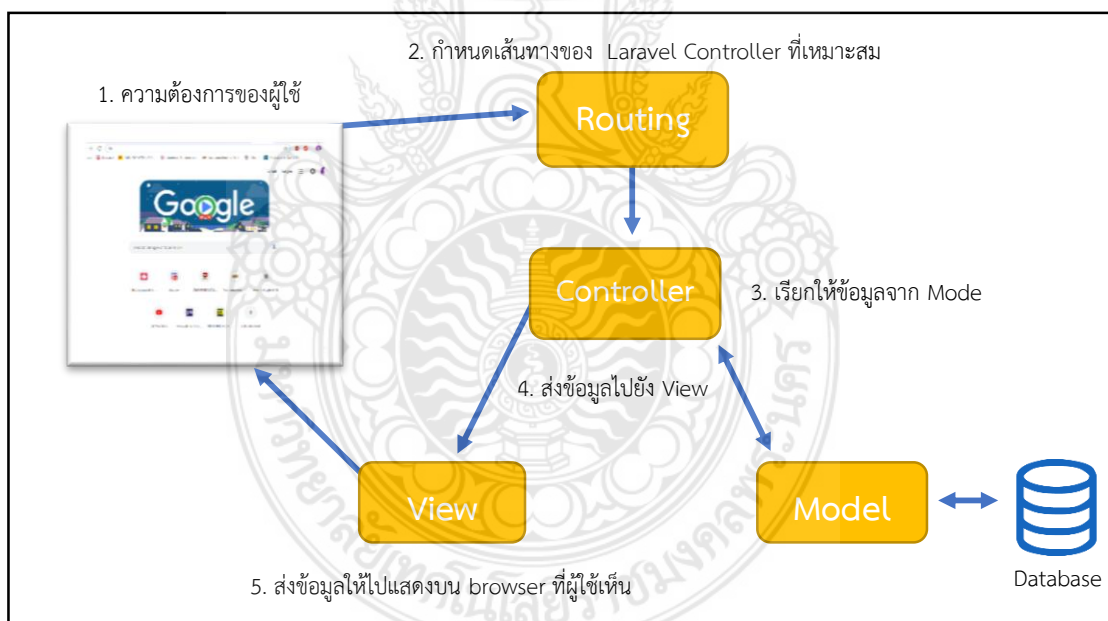 2. กำหนดเส้นทางของ Laravel Controller ที่เหมาะสม
1. ความต้องการของผู้ใช้
Routing
Google
Controller
3. เรียกให้ข้อมูลจาก Mode
4. ส่งข้อมูลไปยัง View
View
Model
5. ส่งข้อมูลให้ไปแสดงบน browser ที่ผู้ใช้เห็น
Database